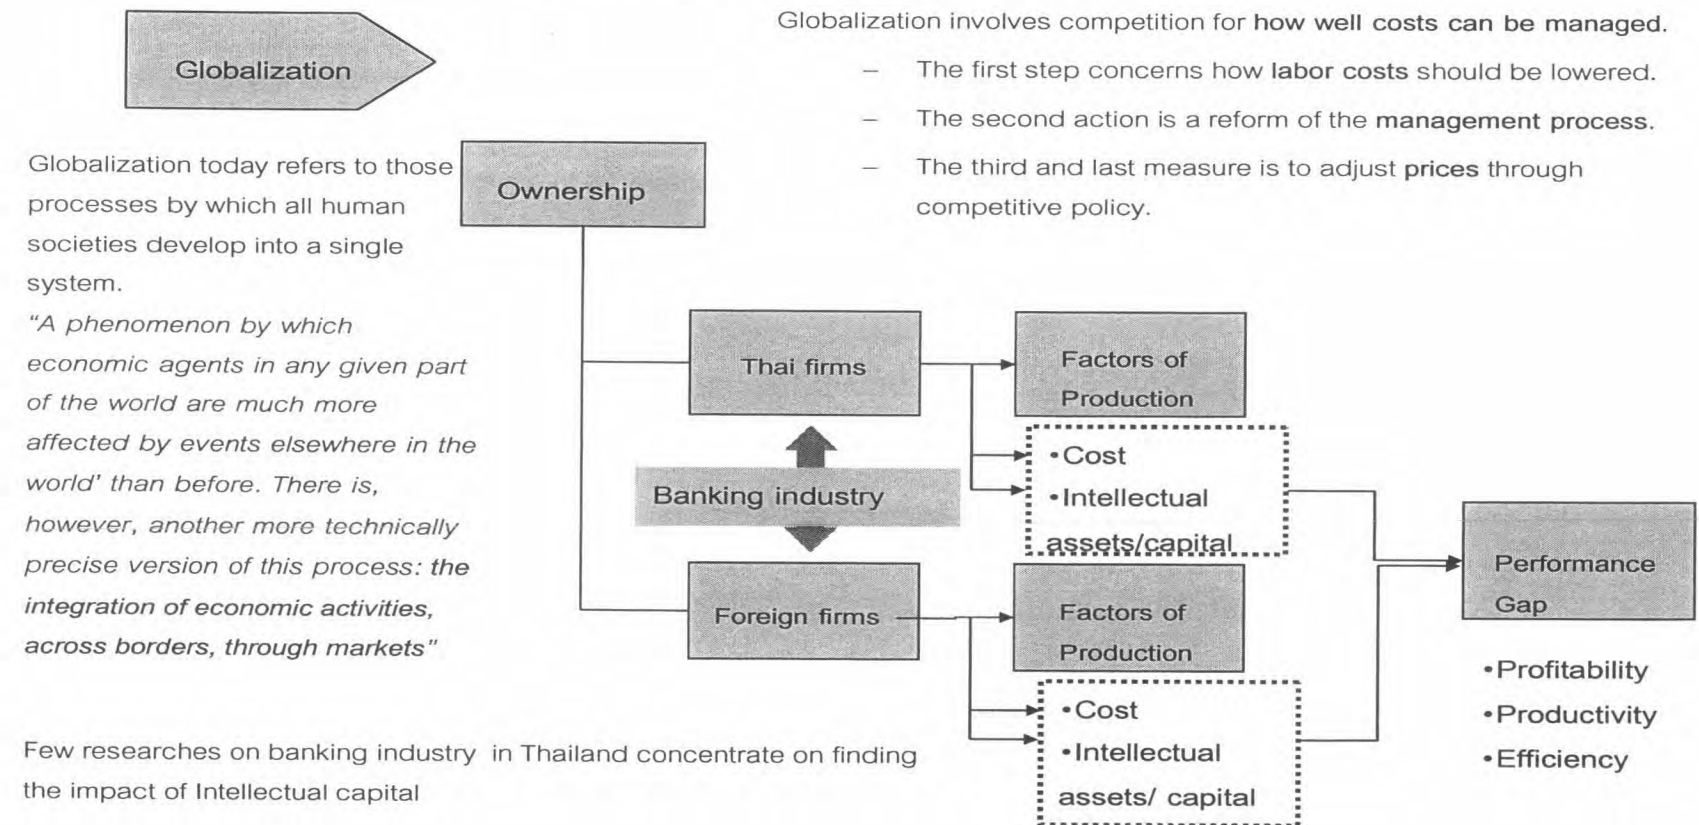 Globalization
Globalization involves competition for how well costs can be managed.
– The first step concerns how labor costs should be lowered.
– The second action is a reform of the management process.
– The third and last measure is to adjust prices through
competitive policy.
Globalization today refers to those
processes by which all human
societies develop into a single
system.
“A phenomenon by which
economic agents in any given part
of the world are much more
affected by events elsewhere in the
world’ than before. There is,
however, another more technically
precise version of this process: the
integration of economic activities,
across borders, through markets”
Ownership
Thai firms
Factors of
Production
•Cost
•Intellectual
assets/capital
Banking industry
Foreign firms
Factors of
Production
•Cost
•Intellectual
assets/ capital
Performance
Gap
•Profitability
•Productivity
•Efficiency
Few researches on banking industry in Thailand concentrate on finding
the impact of Intellectual capital